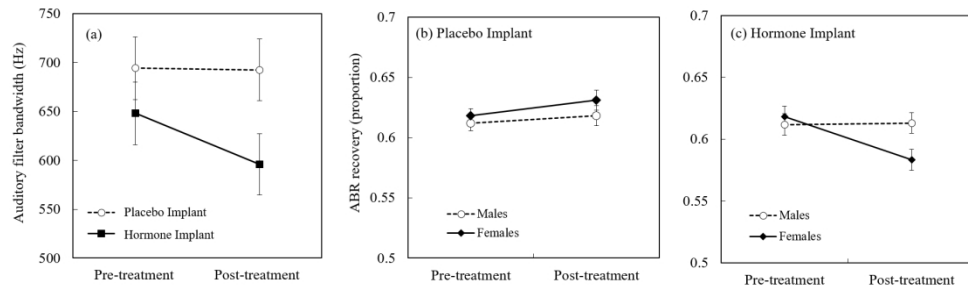 (a)
Auditory filter bandwidth (Hz)
750
700
650
600
550
500
Placebo Implant
Hormone Implant
Pre-treatment
Post-treatment
(b) Placebo Implant
ABR recovery (proportion)
0.7
0.65
0.6
0.55
0.5
Males
Females
Pre-treatment
Post-treatment
(c) Hormone Implant
0.7
0.65
0.6
0.55
0.5
Males
Females
Pre-treatment
Post-treatment